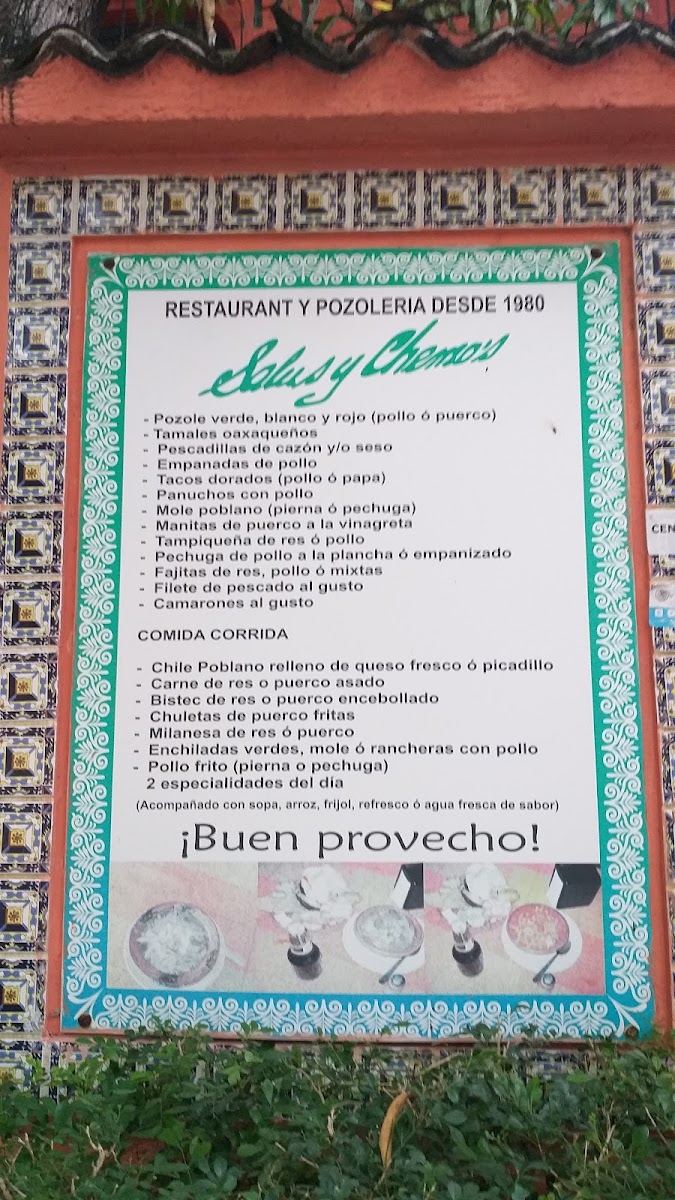 RESTAURANT Y POZOLERIA DESDE 1980
Salus y Chemo's
- Pozole verde, blanco y rojo (pollo ó puerco)
- Tamales oaxaqueños
- Pescadillas de cazón y/o seso
- Empanadas de pollo
- Tacos dorados (pollo ó papa)
- Panuchos con pollo
- Mole poblano (pierna ó pechuga)
- Manitas de puerco a la vinagreta
- Tampiqueña de res ó pollo
- Pechuga de pollo a la plancha ó empanizado
- Fajitas de res, pollo ó mixtas
- Filete de pescado al gusto
- Camarones al gusto
COMIDA CORRIDA
- Chile Poblano relleno de queso fresco ó picadillo
- Carne de res o puerco asado
- Bistec de res o puerco encebollado
- Chuletas de puerco fritas
- Milanesa de res ó puerco
- Enchiladas verdes, mole ó rancheras con pollo
- Pollo frito (pierna o pechuga)
2 especialidades del día
(Acompañado con sopa, arroz, frijol, refresco ó agua fresca de sabor)
¡Buen provecho!
CEN